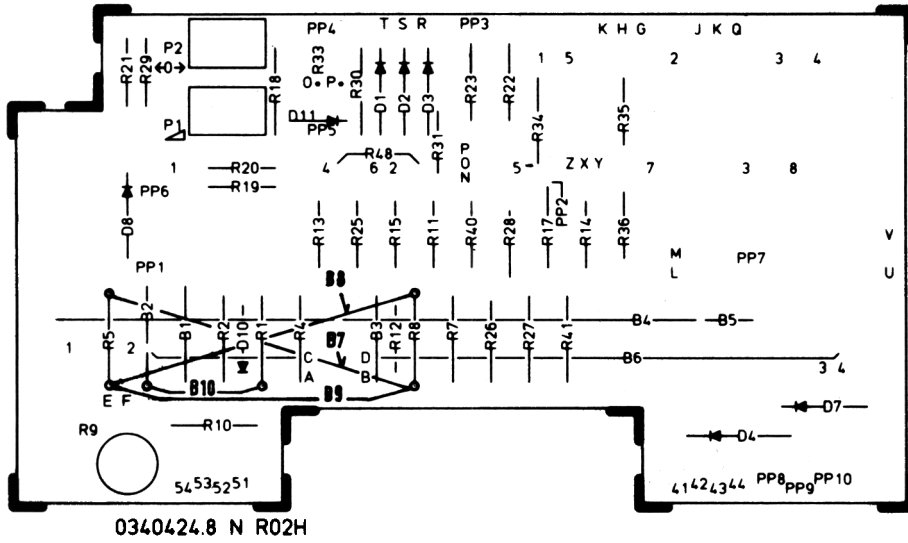 T S R PP3 K H G J K Q
PP4
P2
R21 R29 O R18 R33 R30 D1 D2 D3 R23 R22 1 5 2 3 4
O P
P1 D11 PP5 R31 R34 R35
1 R20 4 R48 6 2 P O N 5 Z X Y 7 3 8
R19
PP6 PP2
D8 R13 R25 R15 R11 R40 R28 R17 R14 R36 V
M PP7
PP1 L U
B8
B2
R5 B1 R2 D10 R1 R4 B3 R12 R8 R7 R26 R27 R41 B4 B5
1 2 B7
C D B6 3 4
A B
B10 B9
E F
D7
R9 R10 D4
54 53 52 51 41 42 43 44 PP8 PP9 PP10
0340424.8 N R02H